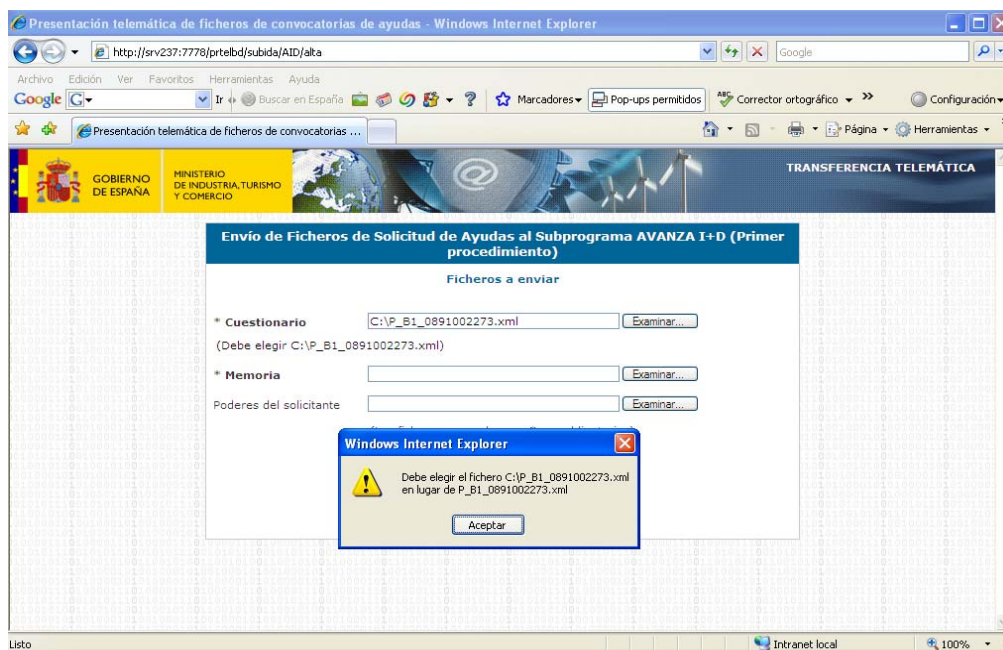 Presentación telemática de ficheros de convocatorias de ayudas - Windows Internet Explorer
http://srv237:7778/prtelbd/subida/AID/alta
Google
Archivo Edición Ver Favoritos Herramientas Ayuda
Google G Ir Buscar en España Marcadores Pop-ups permitidos ABC Corrector ortográfico Configuración
Presentación telemática de ficheros de convocatorias ...
Página Herramientas
GOBIERNO DE ESPAÑA
MINISTERIO DE INDUSTRIA, TURISMO Y COMERCIO
@
TRANSFERENCIA TELEMÁTICA
Envío de Ficheros de Solicitud de Ayudas al Subprograma AVANZA I+D (Primer
procedimiento)
Ficheros a enviar
* Cuestionario C:\P_B1_0891002273.xml Examinar...
(Debe elegir C:\P_B1_0891002273.xml)
* Memoria Examinar...
Poderes del solicitante Examinar...
Windows Internet Explorer
Debe elegir el fichero C:\P_B1_0891002273.xml
en lugar de P_B1_0891002273.xml
Aceptar
Listo Intranet local 100%